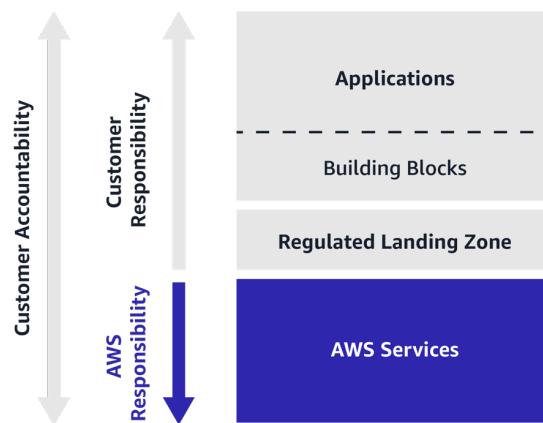 Customer Accountability
Customer
Responsibility
AWS
Responsibility
Applications
Building Blocks
Regulated Landing Zone
AWS Services